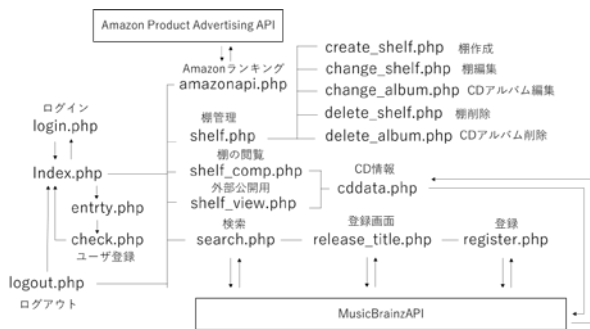 Amazon Product Advertising API
Amazonランキング
amazonapi.php
create_shelf.php 棚作成
change_shelf.php 棚編集
change_album.php CDアルバム編集
delete_shelf.php 棚削除
delete_album.php CDアルバム削除
棚管理
shelf.php
ログイン
login.php
Index.php
棚の閲覧
shelf_comp.php
外部公開用
shelf_view.php
CD情報
cddata.php
entrty.php
check.php
ユーザ登録
検索
search.php
登録画面
release_title.php
登録
register.php
logout.php
ログアウト
MusicBrainzAPI